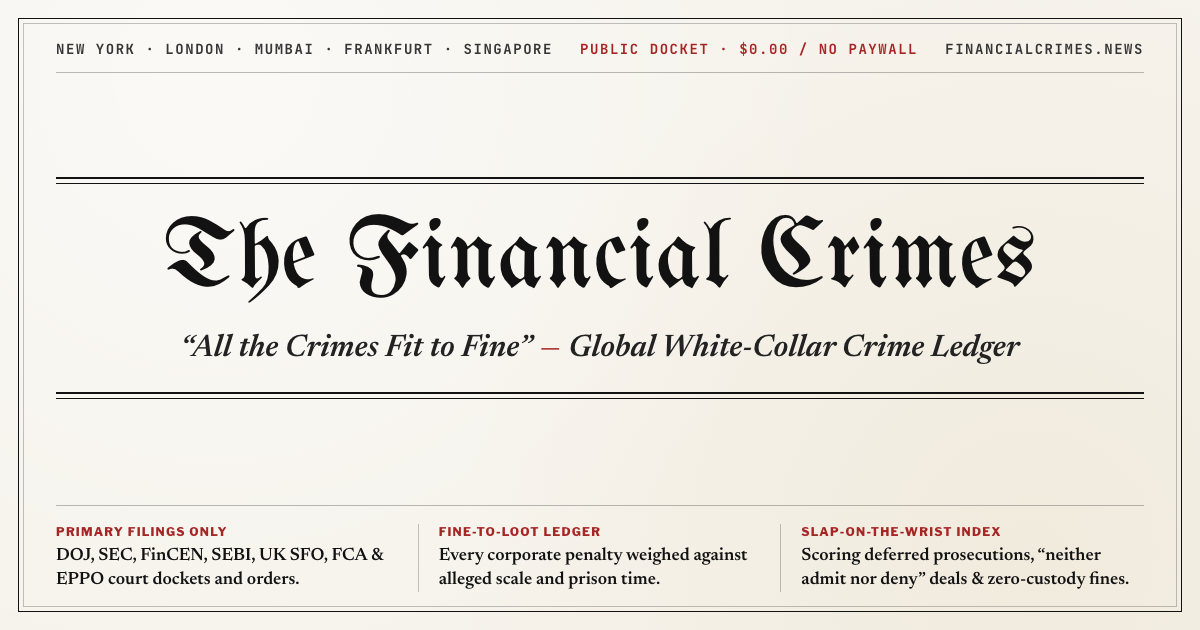 NEW YORK · LONDON · MUMBAI · FRANKFURT · SINGAPORE
PUBLIC DOCKET · $0.00 / NO PAYWALL
FINANCIALCRIMES.NEWS
The Financial Crimes
“All the Crimes Fit to Fine” — Global White-Collar Crime Ledger
PRIMARY FILINGS ONLY
DOJ, SEC, FinCEN, SEBI, UK SFO, FCA &
EPPO court dockets and orders.
FINE-TO-LOOT LEDGER
Every corporate penalty weighed against
alleged scale and prison time.
SLAP-ON-THE-WRIST INDEX
Scoring deferred prosecutions, “neither
admit nor deny” deals & zero-custody fines.